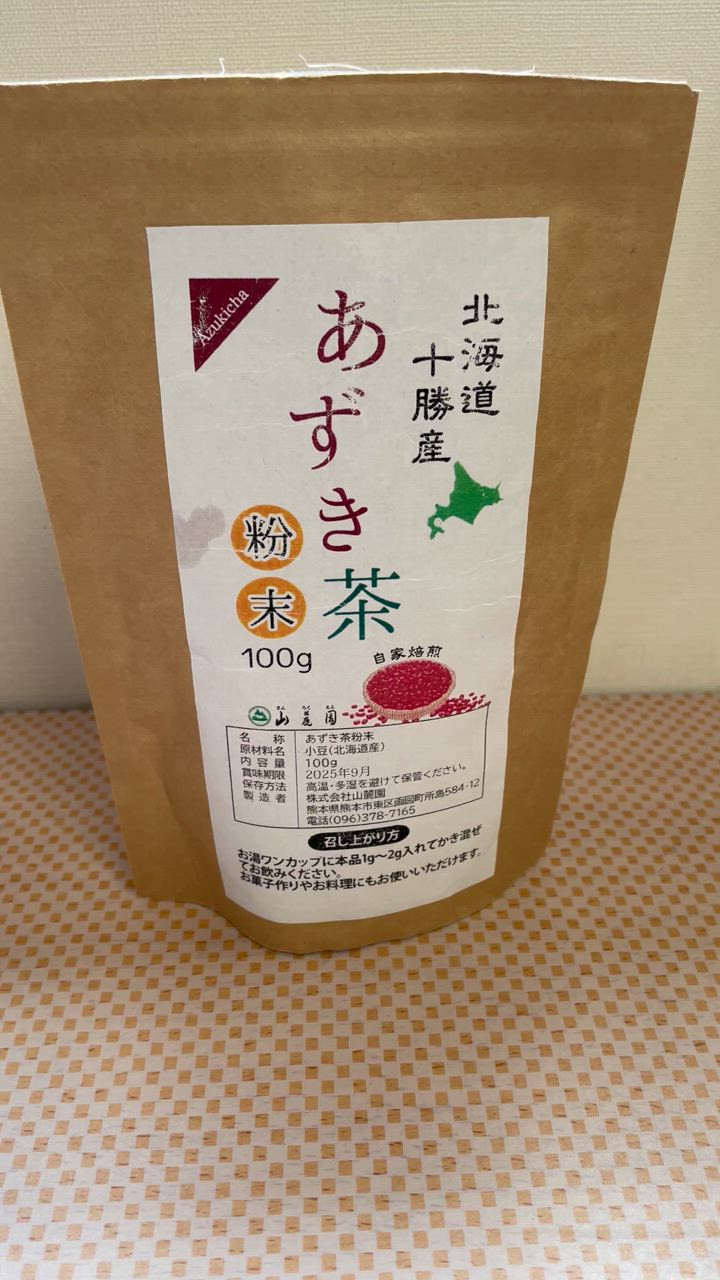 Azukicha
北海道
十勝産
あずき茶
粉末
100g
自家焙煎
さん ろく えん
山麓園
名称 あずき茶粉末
原材料名 小豆(北海道産)
内容量 100g
賞味期限 2025年9月
保存方法 高温・多湿を避けて保管ください。
製造者 株式会社山麓園
熊本県熊本市東区画図町所島584-12
電話(096)378-7165
召し上がり方
お湯ワンカップに本品1g～2g入れてかき混ぜ
てお飲みください。
お菓子作りやお料理にもお使いいただけます。